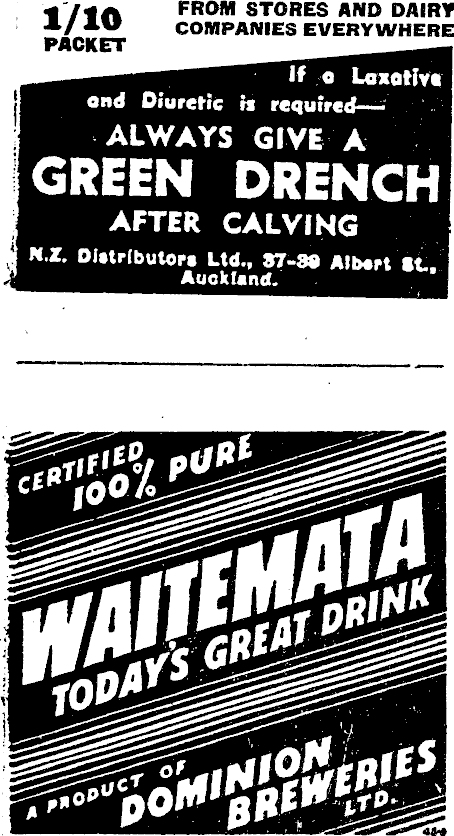 1/10
PACKET
FROM STORES AND DAIRY
COMPANIES EVERYWHERE
If a Laxative
and Diuretic is required—
ALWAYS GIVE A
GREEN DRENCH
AFTER CALVING
N.Z. Distributors Ltd., 37-39 Albert St.,
Auckland.
CERTIFIED
100% PURE
WAITEMATA
TODAY'S GREAT DRINK
A PRODUCT OF
DOMINION
BREWERIES
LTD.